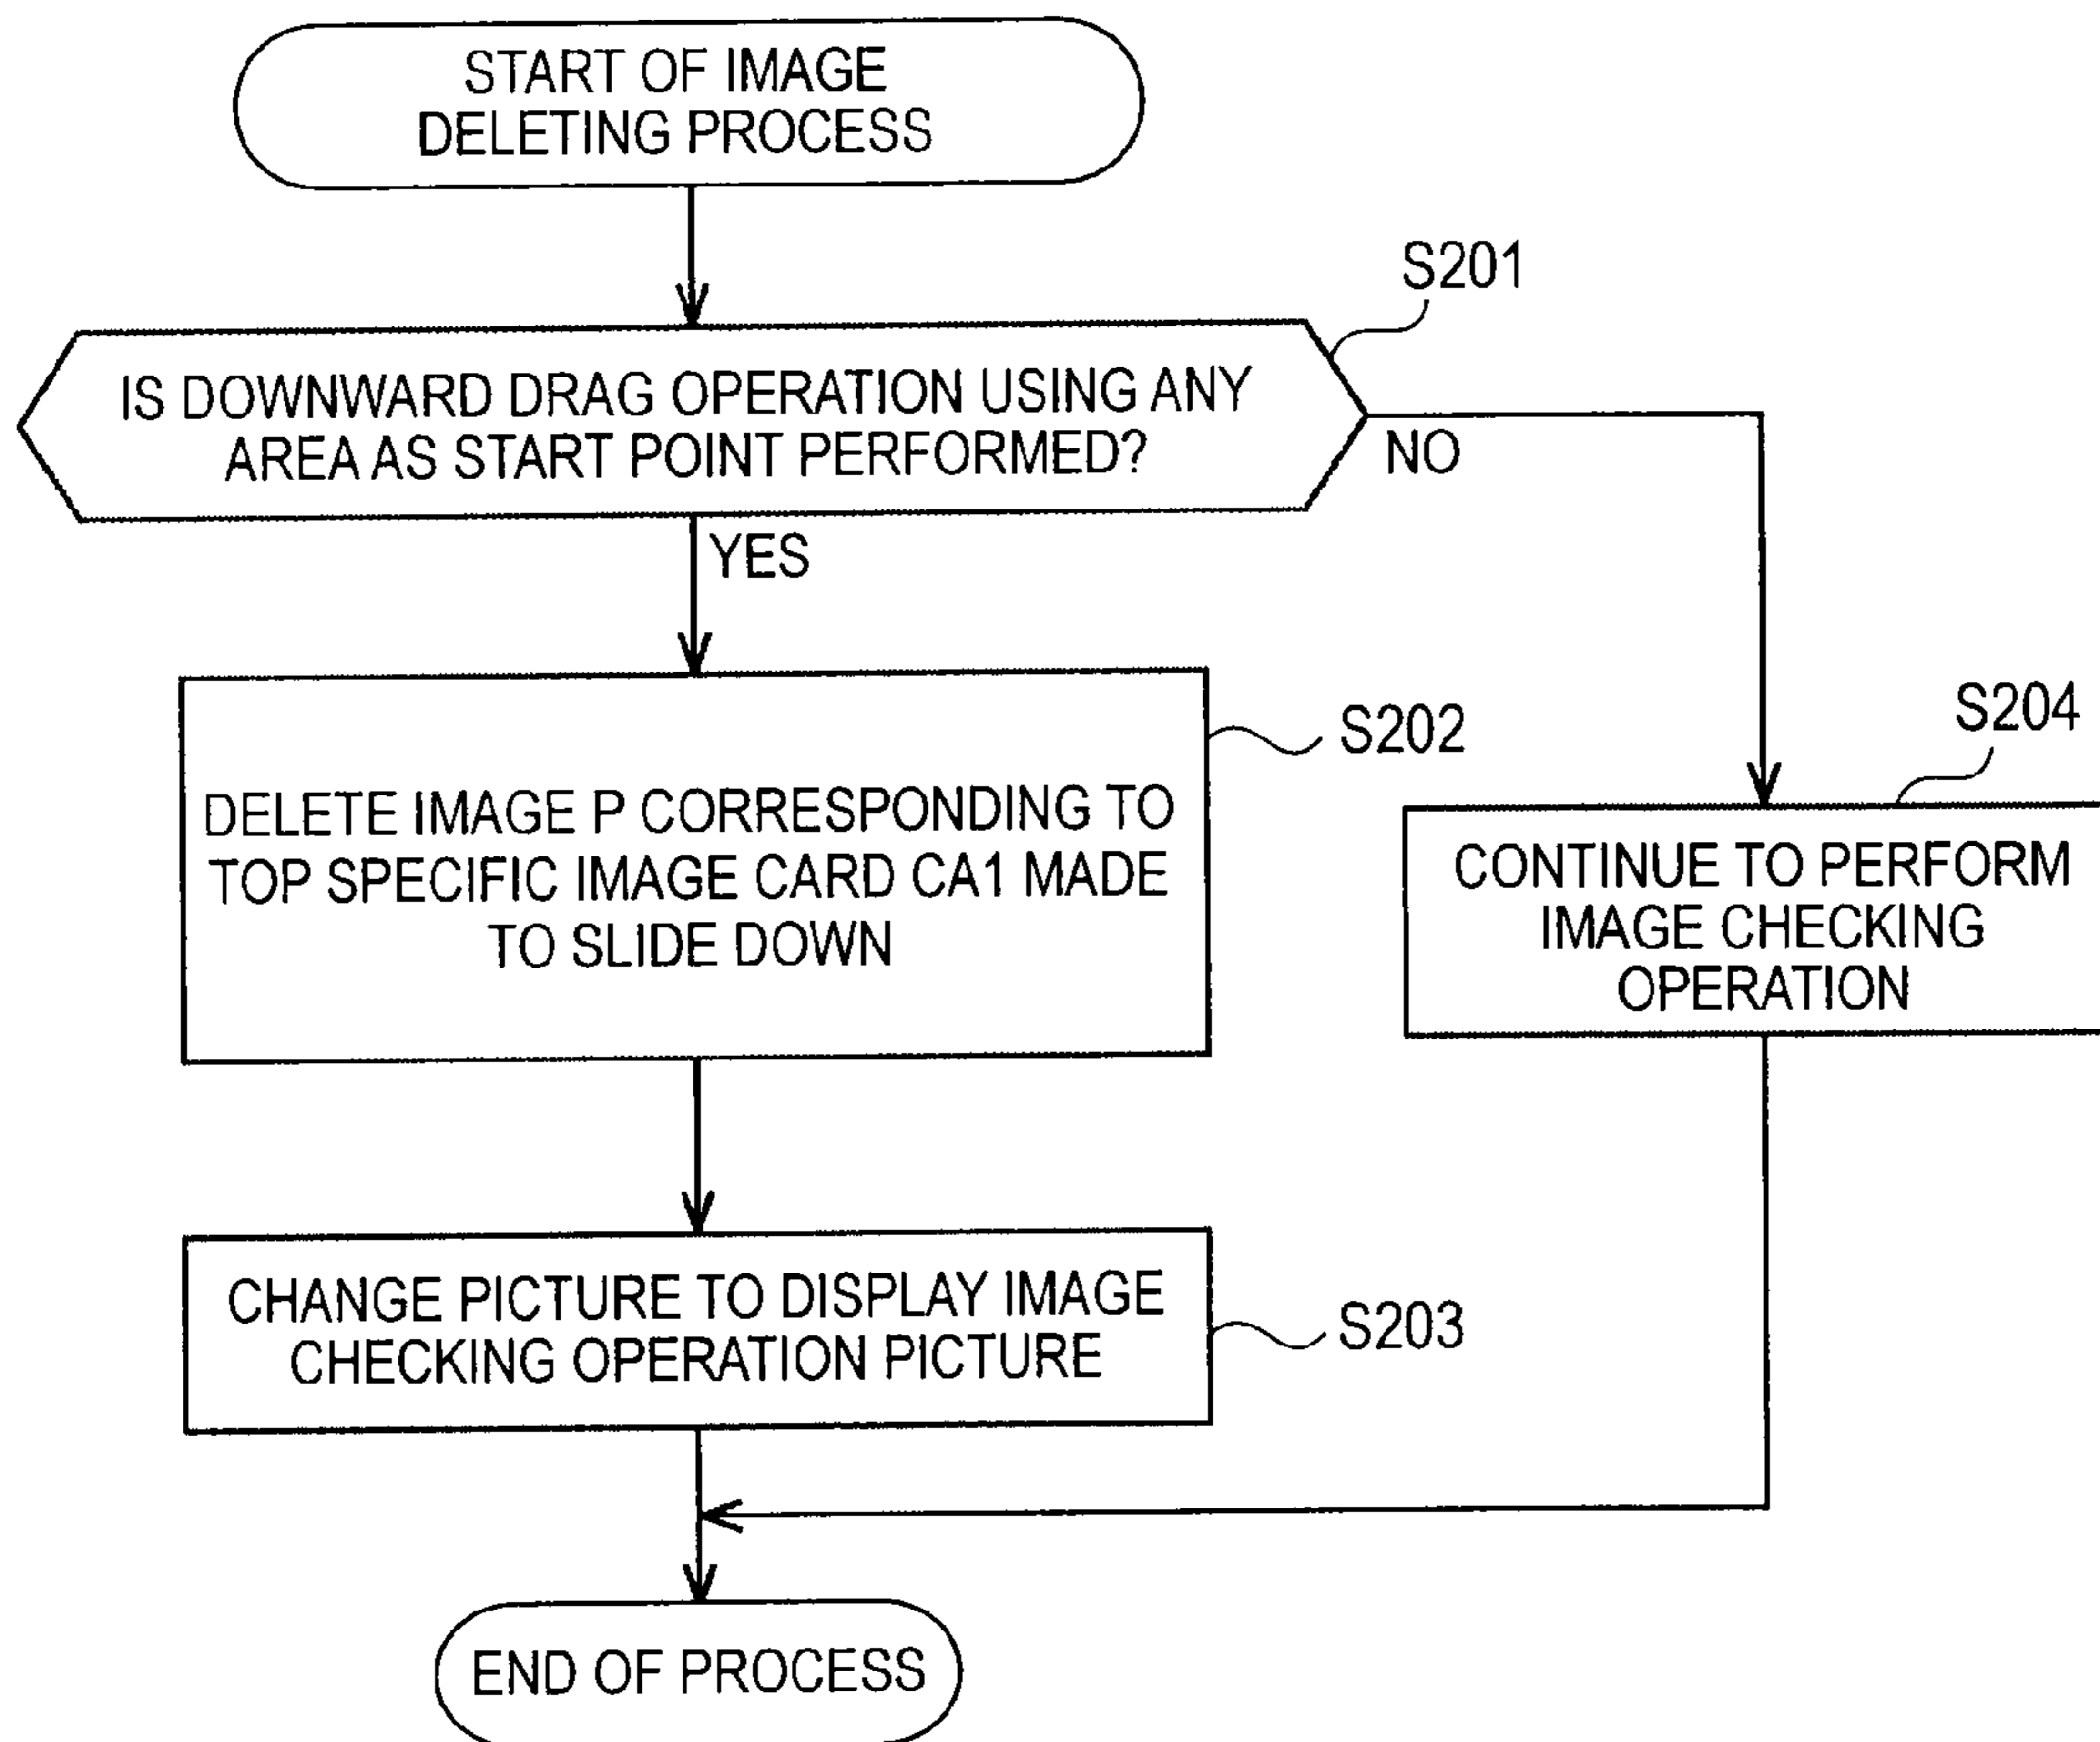 START OF IMAGE
DELETING PROCESS
S201
IS DOWNWARD DRAG OPERATION USING ANY
AREA AS START POINT PERFORMED?
NO
YES
S202
DELETE IMAGE P CORRESPONDING TO
TOP SPECIFIC IMAGE CARD CA1 MADE
TO SLIDE DOWN
S204
CONTINUE TO PERFORM
IMAGE CHECKING
OPERATION
CHANGE PICTURE TO DISPLAY IMAGE
CHECKING OPERATION PICTURE
S203
END OF PROCESS